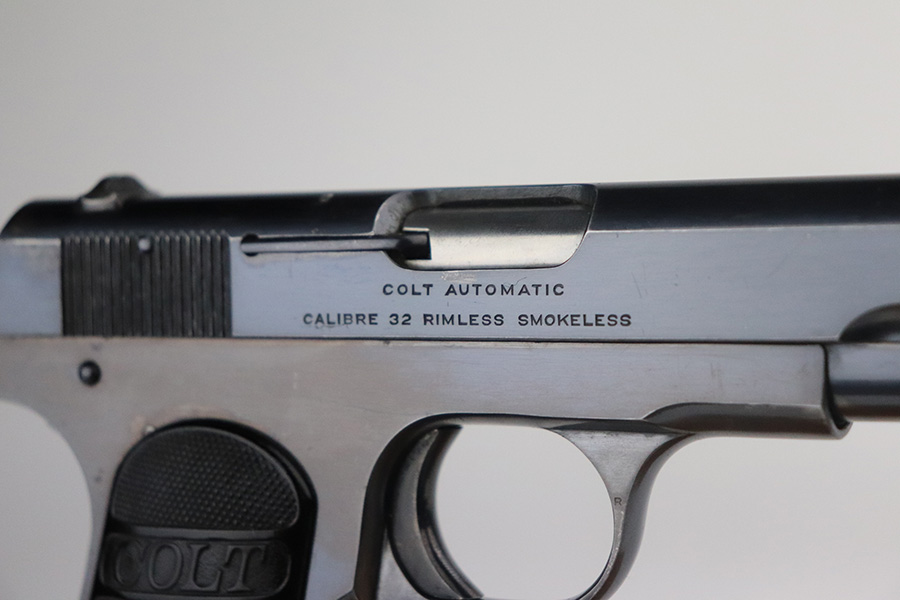 COLT AUTOMATIC
CALIBRE 32 RIMLESS SMOKELESS
R
COLT